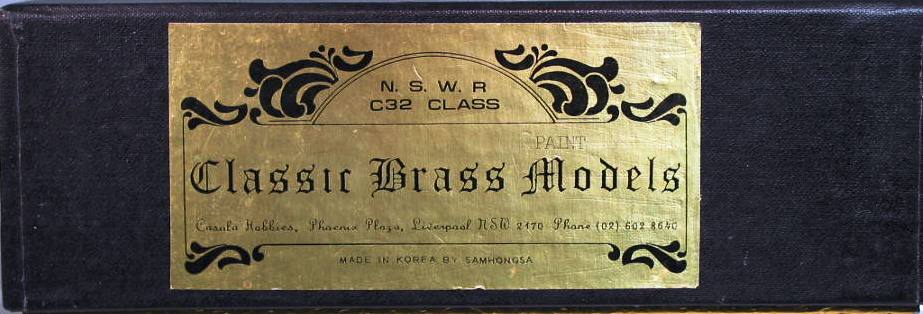 N. S. W. R
C32 CLASS
PAINT
Classic Brass Models
Casula Hobbies, Phoenix Plaza, Liverpool NSW 2170 Phone (02) 602 8640
MADE IN KOREA BY SAMHONGSA